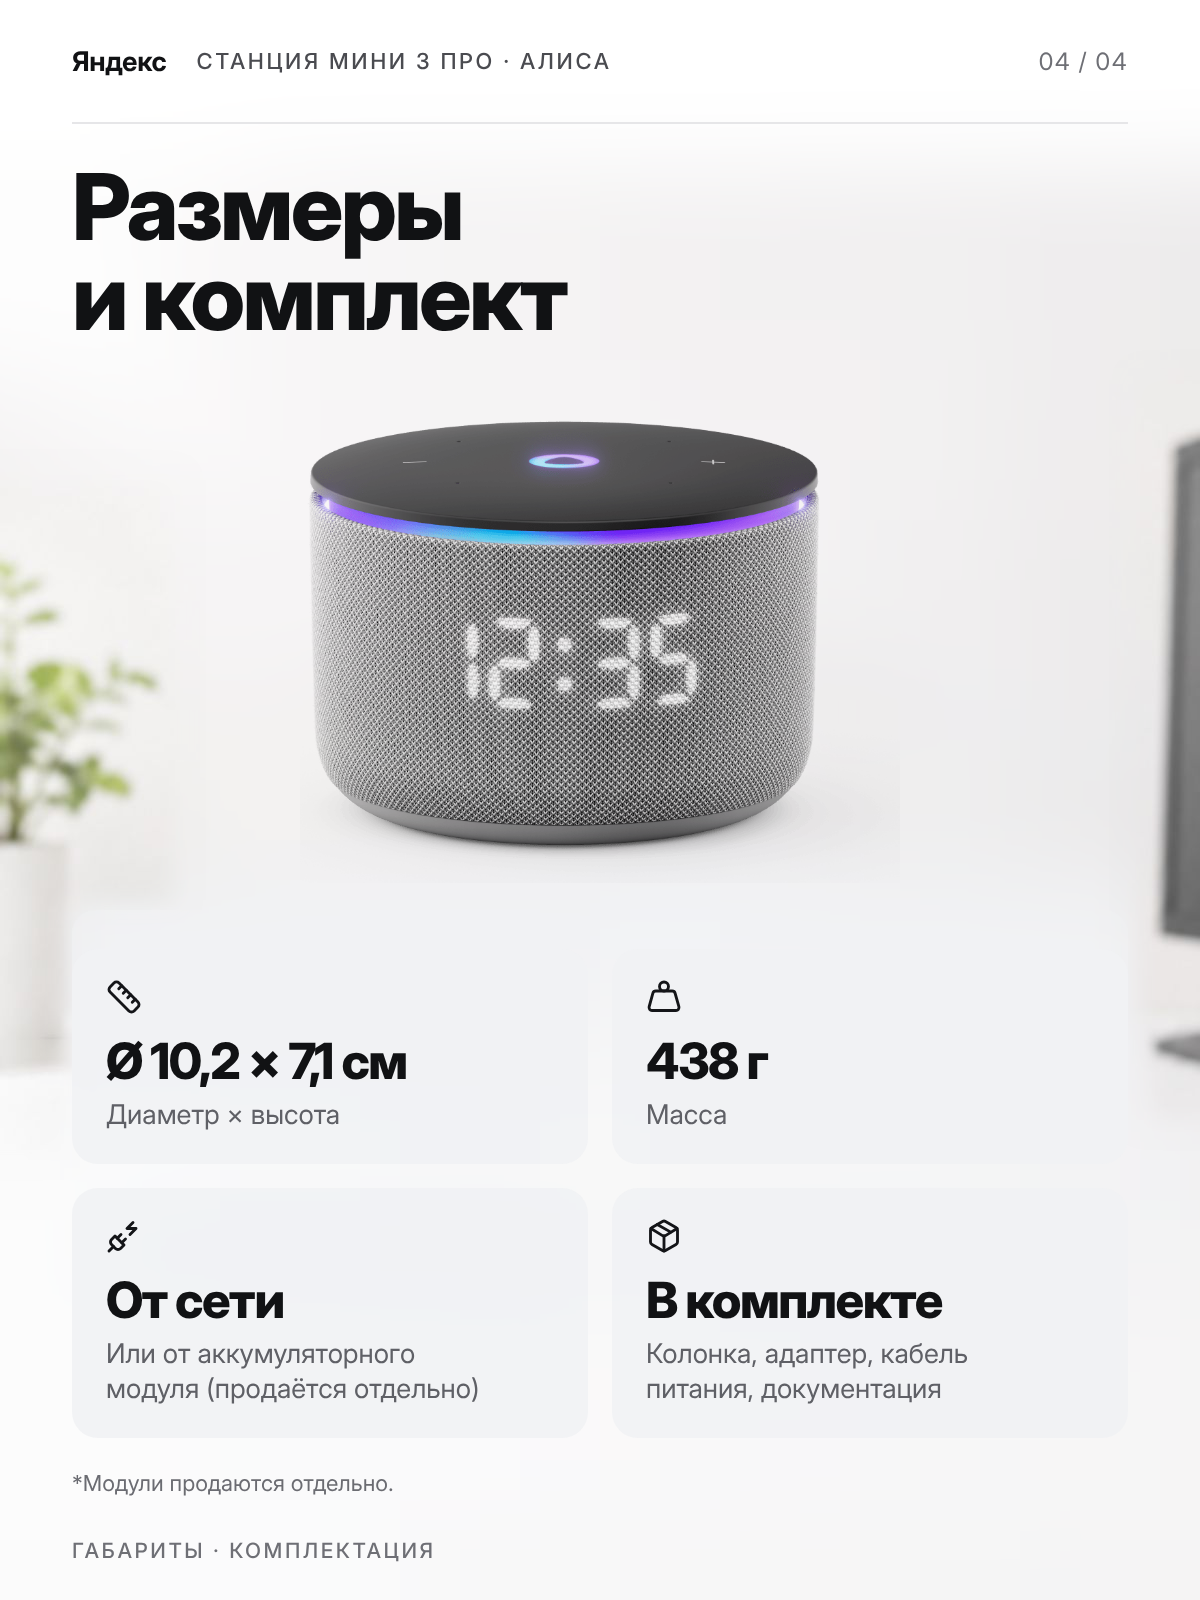 Яндекс СТАНЦИЯ МИНИ 3 ПРО · АЛИСА 04 / 04
Размеры
и комплект
12:35
Ø 10,2 × 7,1 см
Диаметр × высота
438 г
Масса
От сети
Или от аккумуляторного
модуля (продаётся отдельно)
В комплекте
Колонка, адаптер, кабель
питания, документация
*Модули продаются отдельно.
ГАБАРИТЫ · КОМПЛЕКТАЦИЯ